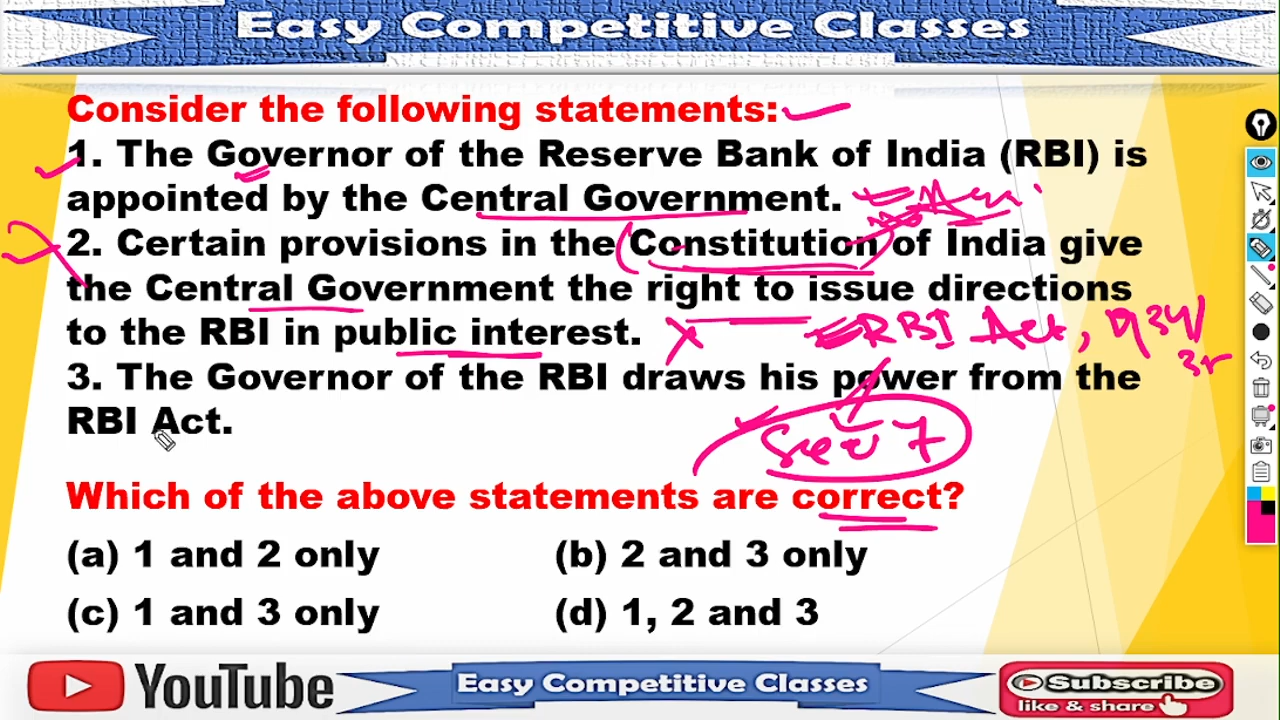 Easy Competitive Classes
Consider the following statements:
1. The Governor of the Reserve Bank of India (RBI) is
appointed by the Central Government.
2. Certain provisions in the Constitution of India give
the Central Government the right to issue directions
to the RBI in public interest.
RBI Act, 1934/
35
3. The Governor of the RBI draws his power from the
RBI Act.
Sec 7
Which of the above statements are correct?
(a) 1 and 2 only (b) 2 and 3 only
(c) 1 and 3 only (d) 1, 2 and 3
YouTube Easy Competitive Classes Subscribe
like & share